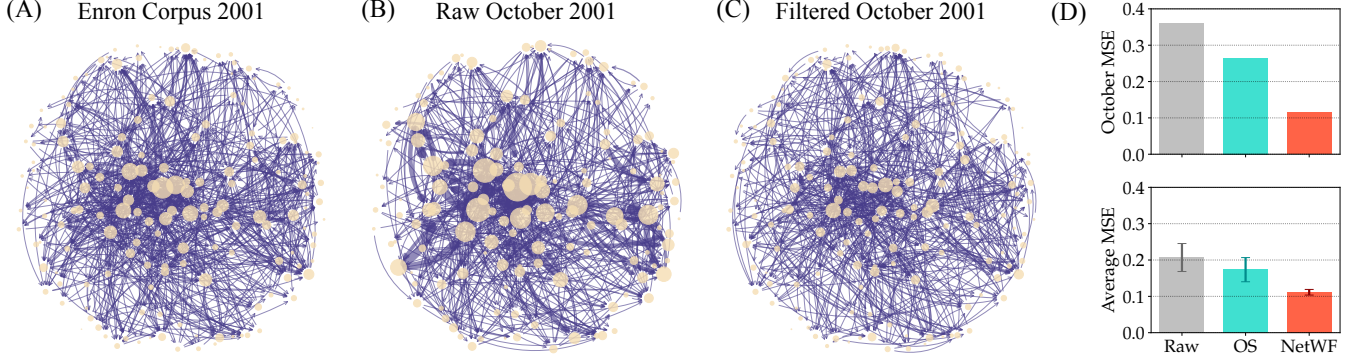 (A) Enron Corpus 2001
(B) Raw October 2001
(C) Filtered October 2001
(D)
October MSE
0.4
0.3
0.2
0.1
0.0
Average MSE
0.4
0.3
0.2
0.1
0.0
Raw OS NetWF